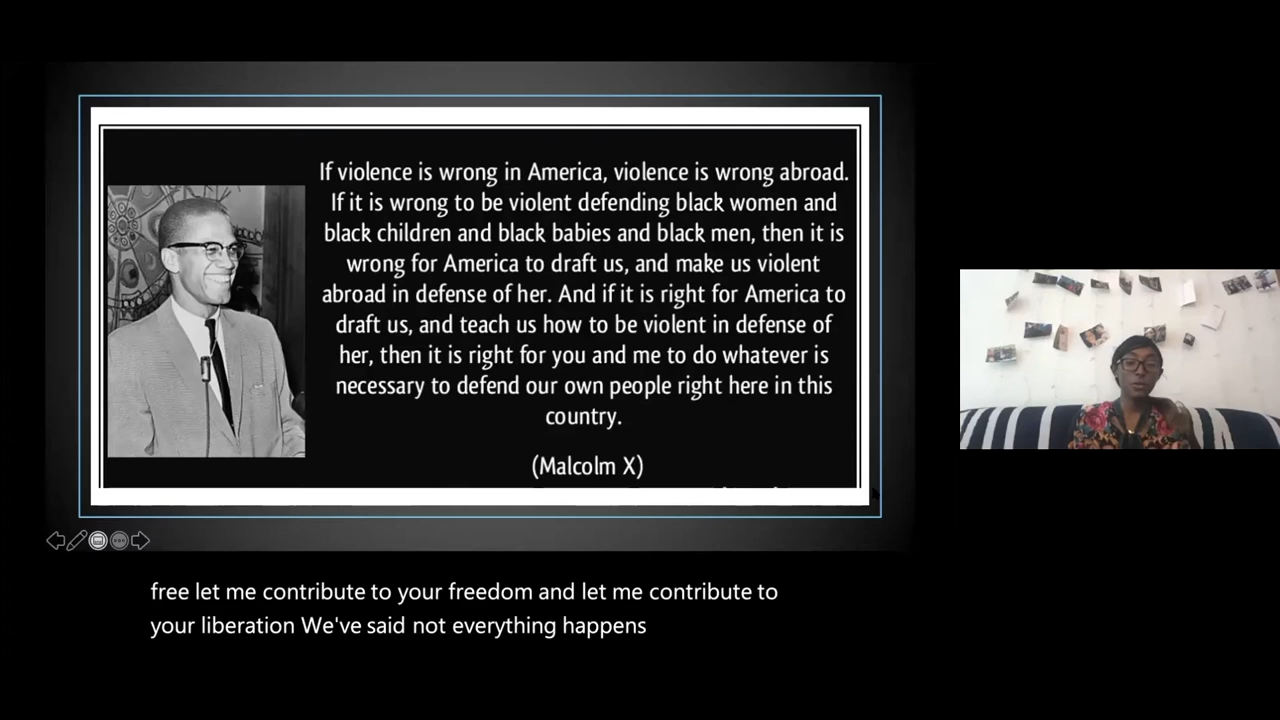 If violence is wrong in America, violence is wrong abroad.
If it is wrong to be violent defending black women and
black children and black babies and black men, then it is
wrong for America to draft us, and make us violent
abroad in defense of her. And if it is right for America to
draft us, and teach us how to be violent in defense of
her, then it is right for you and me to do whatever is
necessary to defend our own people right here in this
country.
(Malcolm X)
free let me contribute to your freedom and let me contribute to
your liberation We've said not everything happens